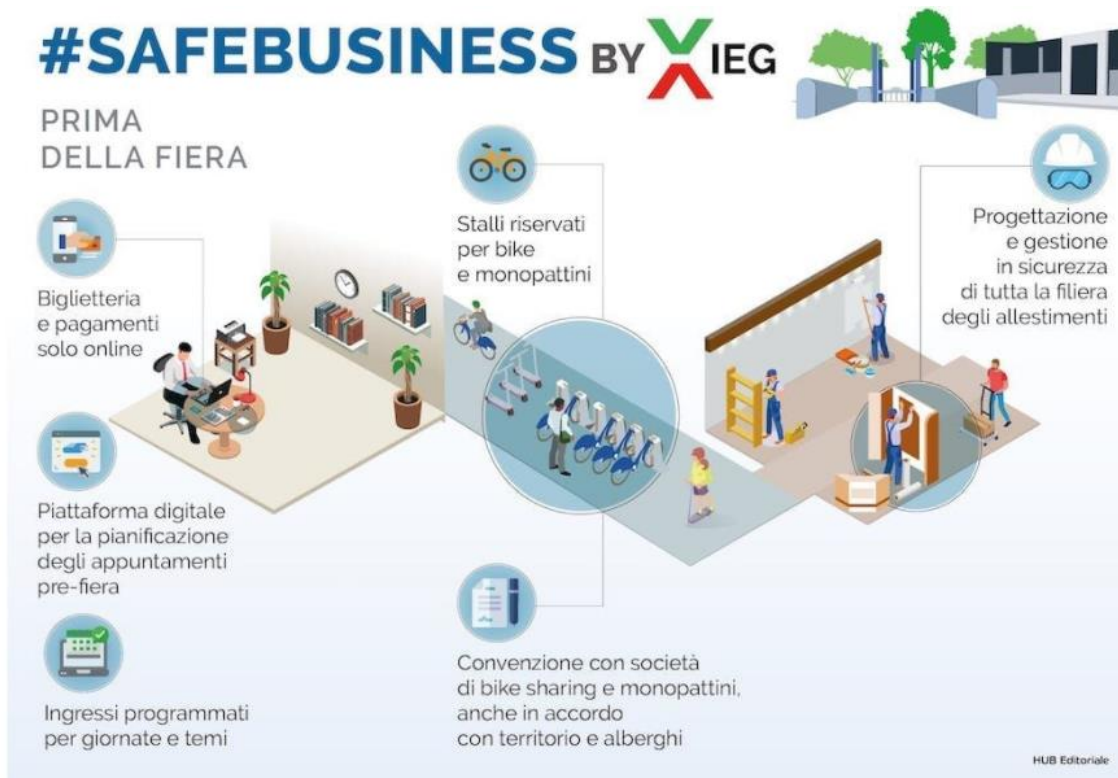 #SAFEBUSINESS BY IEG
PRIMA
DELLA FIERA
Biglietteria
e pagamenti
solo online
Piattaforma digitale
per la pianificazione
degli appuntamenti
pre-fiera
Ingressi programmati
per giornate e temi
Stalli riservati
per bike
e monopattini
Convenzione con società
di bike sharing e monopattini,
anche in accordo
con territorio e alberghi
Progettazione
e gestione
in sicurezza
di tutta la filiera
degli allestimenti
HUB Editoriale